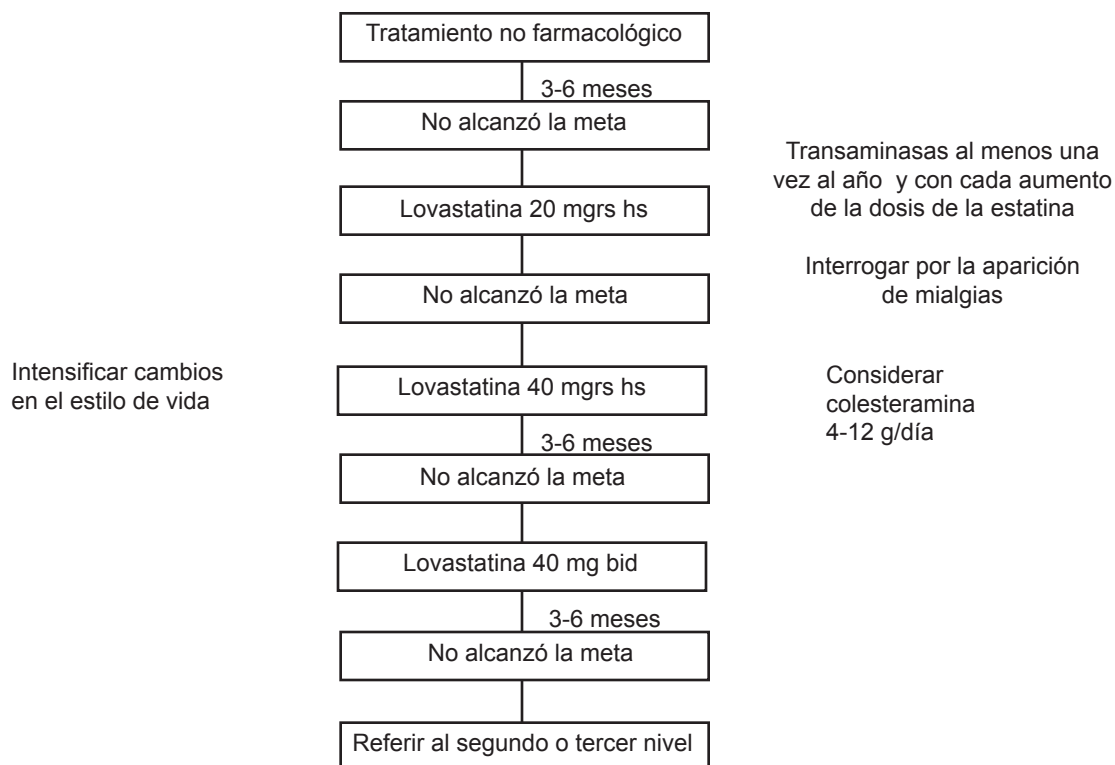 Tratamiento no farmacológico
3-6 meses
No alcanzó la meta
Transaminasas al menos una
vez al año y con cada aumento
de la dosis de la estatina
Lovastatina 20 mgrs hs
Interrogar por la aparición
de mialgias
No alcanzó la meta
Intensificar cambios
en el estilo de vida
Lovastatina 40 mgrs hs
Considerar
colesteramina
4-12 g/día
3-6 meses
No alcanzó la meta
Lovastatina 40 mg bid
3-6 meses
No alcanzó la meta
Referir al segundo o tercer nivel